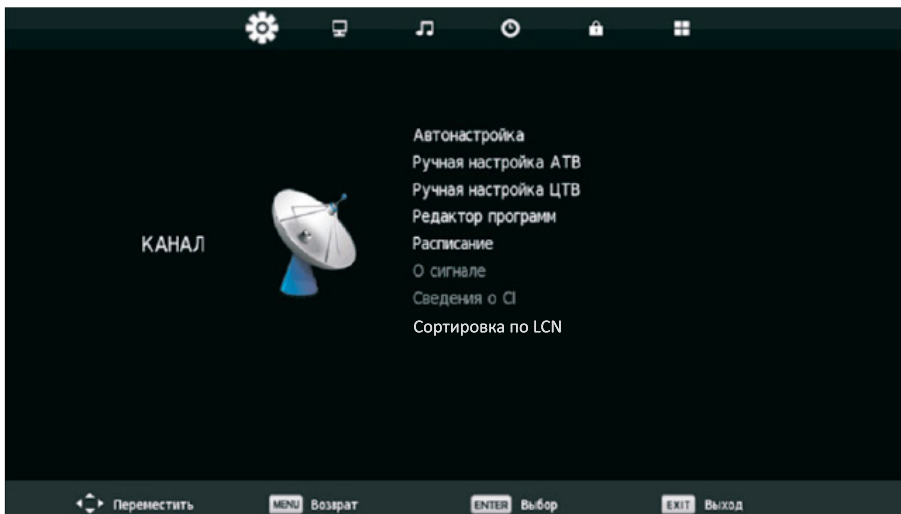 Автонастройка
Ручная настройка АТВ
Ручная настройка ЦТВ
Редактор программ
КАНАЛ
Расписание
О сигнале
Сведения о CI
Сортировка по LCN
Переместить MENU Возврат ENTER Выбор EXIT Выход